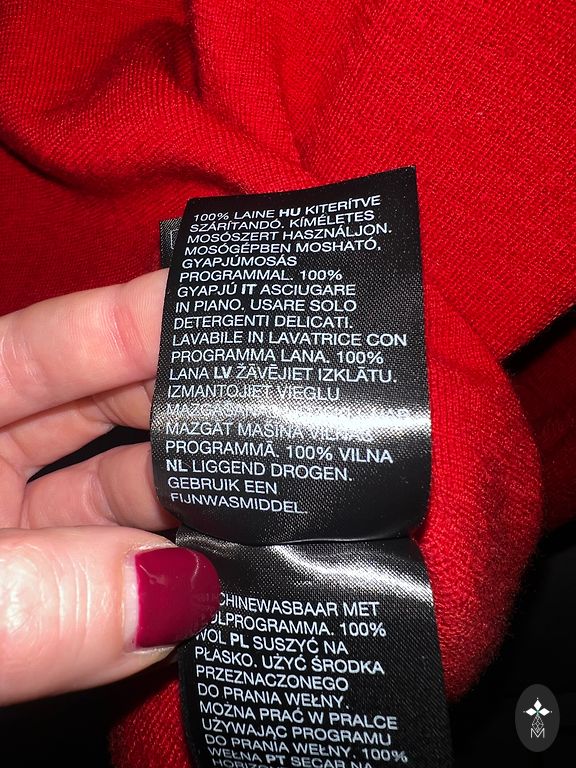 100% LAINE HU KITERÍTVE
SZÁRÍTANDÓ. KÍMÉLETES
MOSÓSZERT HASZNÁLJON.
MOSÓGÉPBEN MOSHATÓ,
GYAPJÚMOSÁS
PROGRAMMAL. 100%
GYAPJÚ IT ASCIUGARE
IN PIANO. USARE SOLO
DETERGENTI DELICATI.
LAVABILE IN LAVATRICE CON
PROGRAMMA LANA. 100%
LANA LV ŽĀVĒJIET IZKLĀTU.
IZMANTOJIET VIEGLU
MAZGĀT MAŠĪNĀ VILNAS
PROGRAMMĀ. 100% VILNA
NL LIGGEND DROGEN.
GEBRUIK EEN
FIJNWASMIDDEL.
CHINEWASBAAR MET
OLPROGRAMMA. 100%
WOL PL SUSZYĆ NA
PŁASKO. UŻYĆ ŚRODKA
PRZEZNACZONEGO
DO PRANIA WEŁNY.
MOŻNA PRAĆ W PRALCE
UŻYWAJĄC PROGRAMU
DO PRANIA WEŁNY. 100%
WEŁNA PT SECAR NA
M